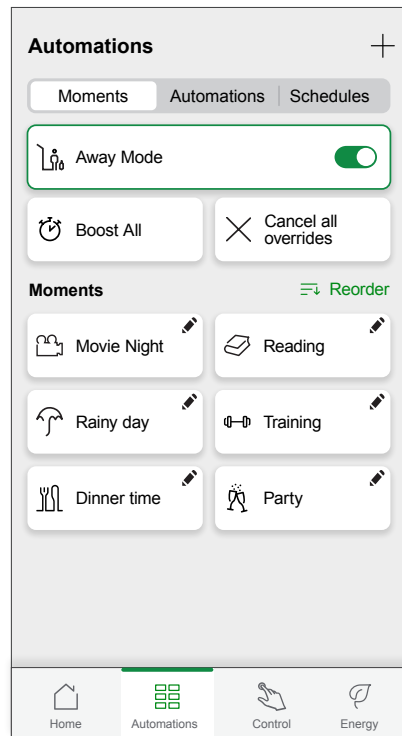 Automations
Moments Automations Schedules
Away Mode
Boost All
Cancel all
overrides
Moments
Reorder
Movie Night
Reading
Rainy day
Training
Dinner time
Party
Home
Automations
Control
Energy